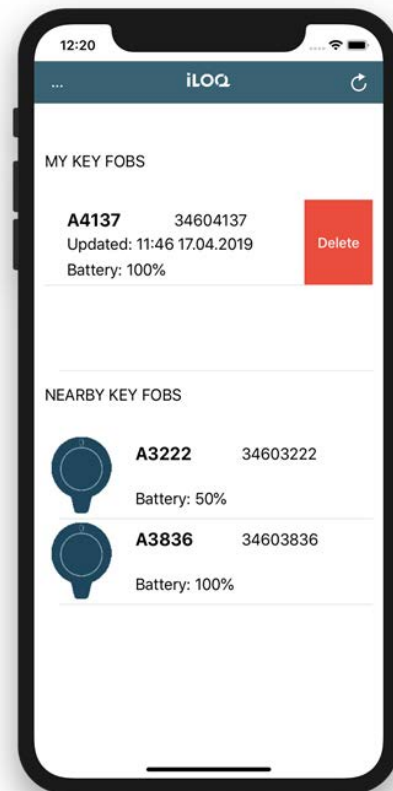 12:20
...
iLOQ
MY KEY FOBS
A4137 34604137
Updated: 11:46 17.04.2019
Battery: 100%
Delete
NEARBY KEY FOBS
A3222 34603222
Battery: 50%
A3836 34603836
Battery: 100%